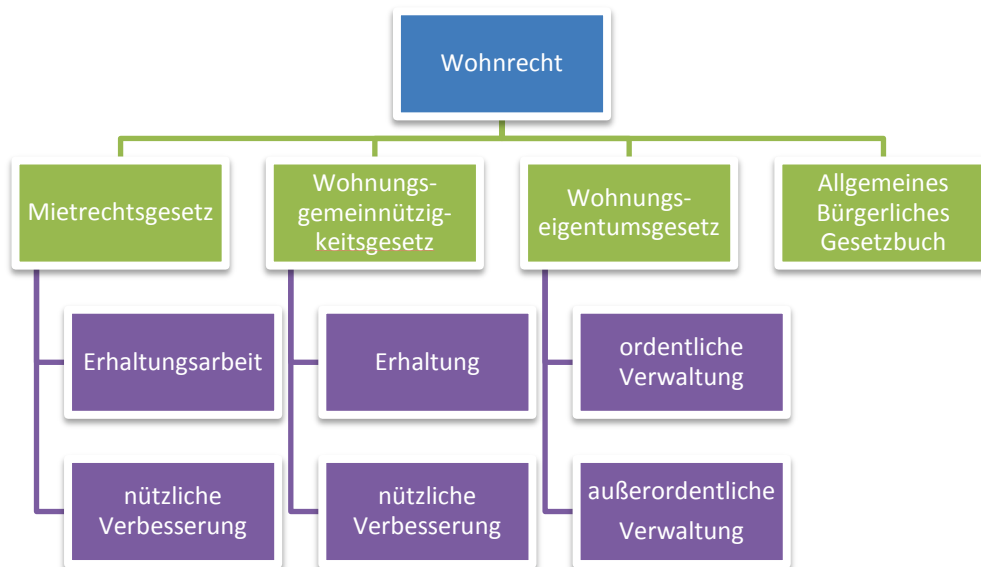 Wohnrecht
Mietrechtsgesetz
Wohnungs-
gemeinnützig-
keitsgesetz
Wohnungs-
eigentumsgesetz
Allgemeines
Bürgerliches
Gesetzbuch
Erhaltungsarbeit
Erhaltung
ordentliche
Verwaltung
nützliche
Verbesserung
nützliche
Verbesserung
außerordentliche
Verwaltung